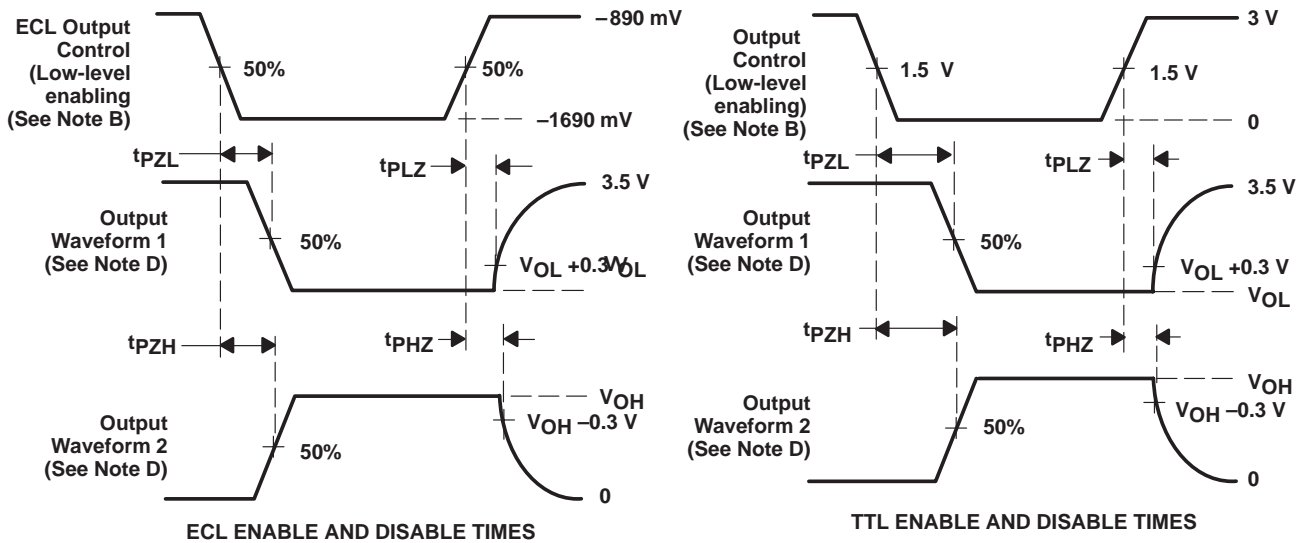 ECL Output
Control
(Low-level
enabling
(See Note B)
50%
50%
–890 mV
–1690 mV
tPZL
tPLZ
3.5 V
Output
Waveform 1
(See Note D)
50%
VOL +0.3 V
VOL
tPZH
tPHZ
VOH
VOH –0.3 V
Output
Waveform 2
(See Note D)
50%
0
ECL ENABLE AND DISABLE TIMES
Output
Control
(Low-level
enabling)
(See Note B)
1.5 V
1.5 V
3 V
0
tPZL
tPLZ
3.5 V
Output
Waveform 1
(See Note D)
50%
VOL +0.3 V
VOL
tPZH
tPHZ
VOH
VOH –0.3 V
Output
Waveform 2
(See Note D)
50%
0
TTL ENABLE AND DISABLE TIMES